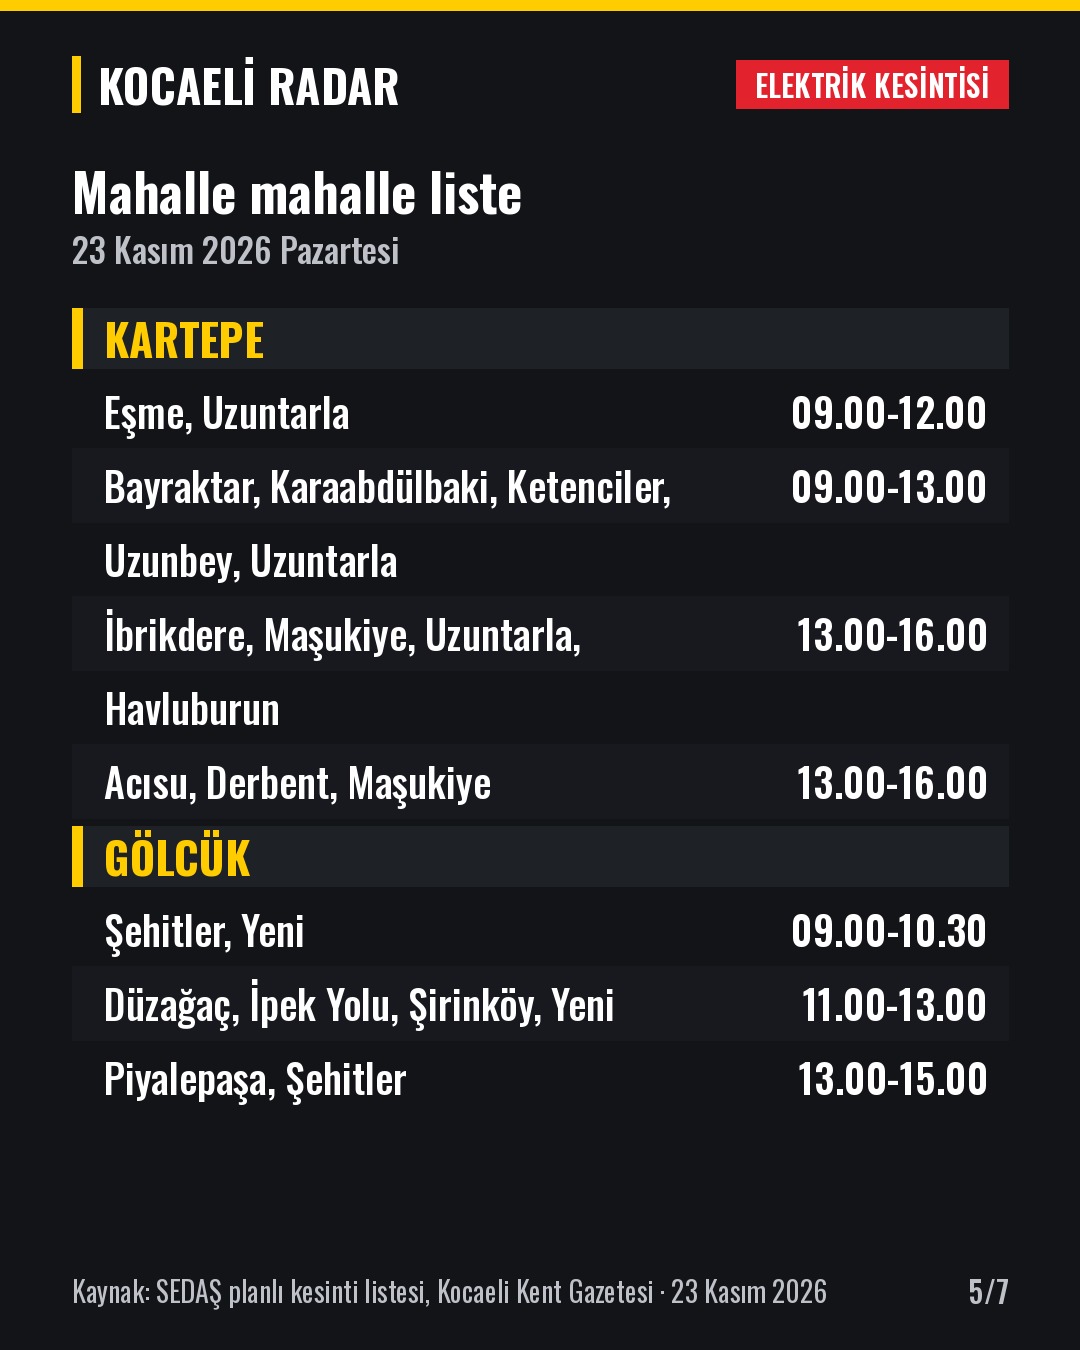 KOCAELİ RADAR
ELEKTRİK KESİNTİSİ
Mahalle mahalle liste
23 Kasım 2026 Pazartesi
KARTEPE
Eşme, Uzuntarla 09.00-12.00
Bayraktar, Karaabdülbaki, Ketenciler, 09.00-13.00
Uzunbey, Uzuntarla
İbrikdere, Maşukiye, Uzuntarla, 13.00-16.00
Havluburun
Acısu, Derbent, Maşukiye 13.00-16.00
GÖLCÜK
Şehitler, Yeni 09.00-10.30
Düzağaç, İpek Yolu, Şirinköy, Yeni 11.00-13.00
Piyalepaşa, Şehitler 13.00-15.00
Kaynak: SEDAŞ planlı kesinti listesi, Kocaeli Kent Gazetesi · 23 Kasım 2026 5/7